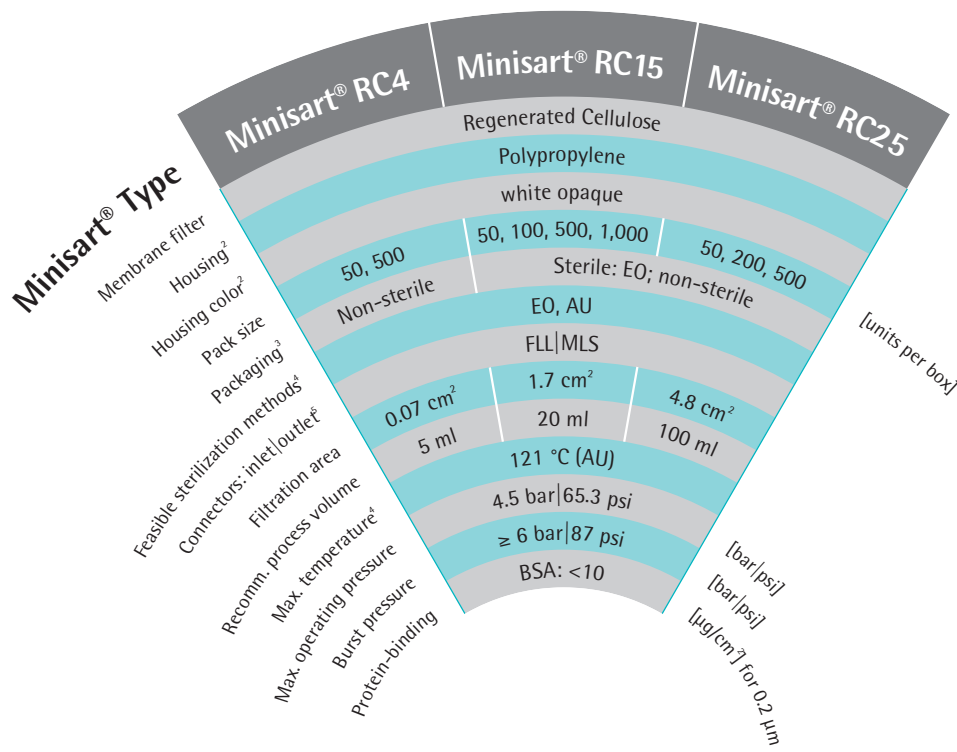 Minisart® Type
Minisart® RC4
Minisart® RC15
Minisart® RC25
Membrane filter
Regenerated Cellulose
Housing²
Polypropylene
Housing color²
white opaque
Pack size
50, 500
50, 100, 500, 1,000
50, 200, 500
[units per box]
Packaging³
Non-sterile
Sterile: EO; non-sterile
Feasible sterilization methods⁴
EO, AU
Connectors: inlet|outlet⁵
FLL|MLS
Filtration area
0.07 cm²
1.7 cm²
4.8 cm²
Recomm. process volume
5 ml
20 ml
100 ml
Max. temperature⁴
121 °C (AU)
Max. operating pressure
4.5 bar|65.3 psi
[bar|psi]
Burst pressure
≥ 6 bar|87 psi
[bar|psi]
Protein-binding
BSA: <10
[µg/cm²] for 0.2 µm